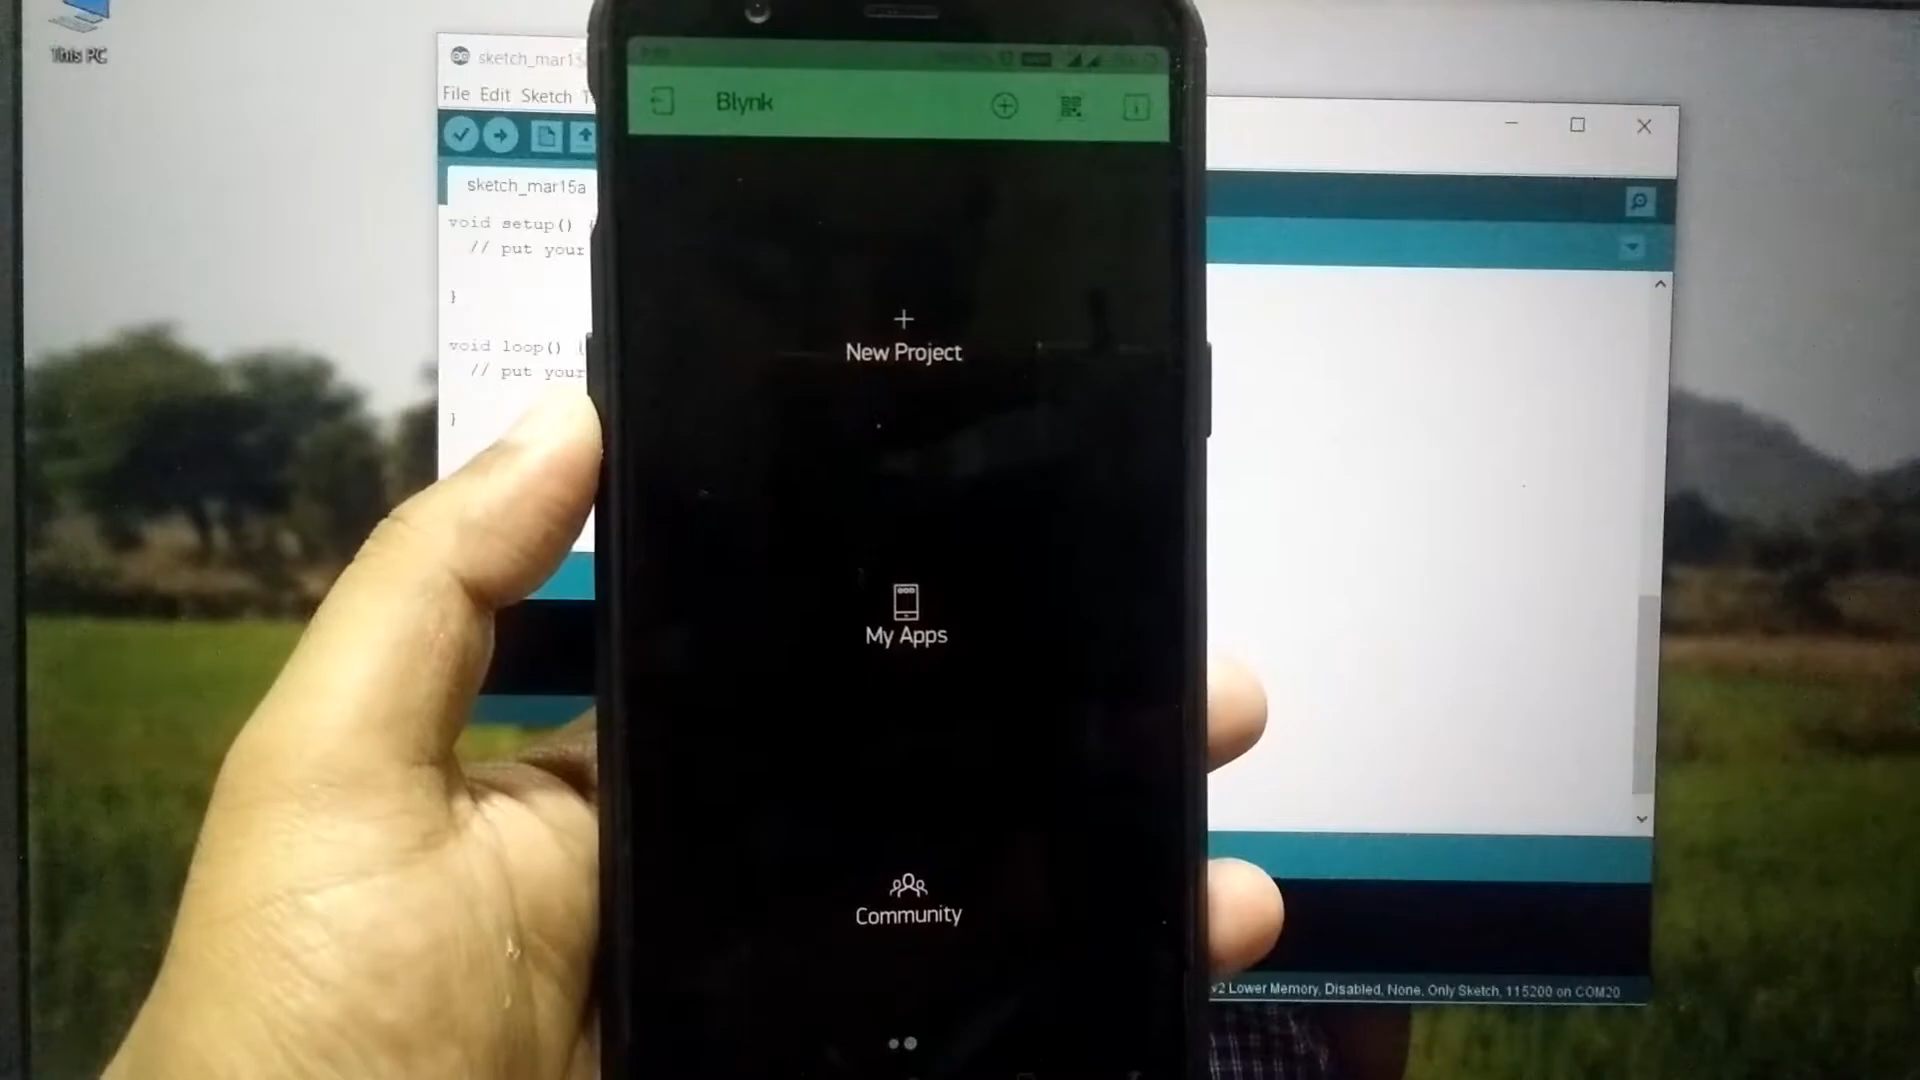 This PC
sketch_mar15
File Edit Sketch T
sketch_mar15a
void setup() {
// put your
}
void loop() {
// put your
}
Blynk
New Project
My Apps
Community
v2 Lower Memory, Disabled, None, Only Sketch, 115200 on COM20